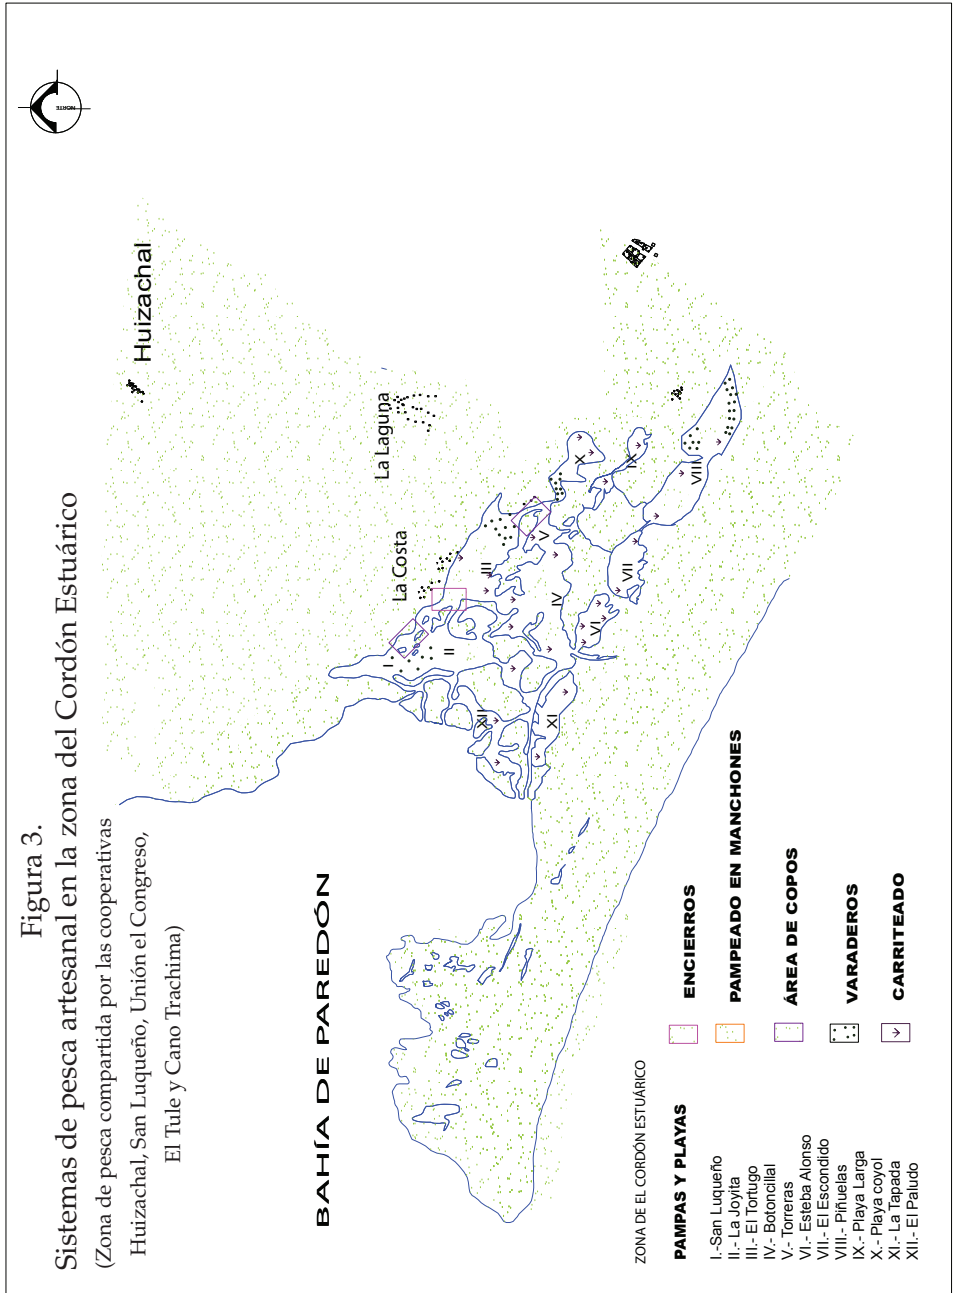 Figura 3.
Sistemas de pesca artesanal en la zona del Cordón Estuárico
(Zona de pesca compartida por las cooperativas
Huizachal, San Luqueño, Unión el Congreso,
El Tule y Cano Trachima)
NORTE
Huizachal
La Laguna
La Costa
BAHÍA DE PAREDÓN
I
II
III
IV
V
VI
VII
VIII
IX
X
XI
XII
ZONA DE EL CORDÓN ESTUÁRICO
PAMPAS Y PLAYAS
I.-San Luqueño
II.- La Joyita
III.- El Tortugo
IV.- Botoncillal
V.- Torreras
VI.- Esteba Alonso
VII.- El Escondido
VIII.- Piñuelas
IX.- Playa Larga
X.- Playa coyol
XI.- La Tapada
XII.- El Paludo
ENCIERROS
PAMPEADO EN MANCHONES
ÁREA DE COPOS
VARADEROS
CARRITEADO